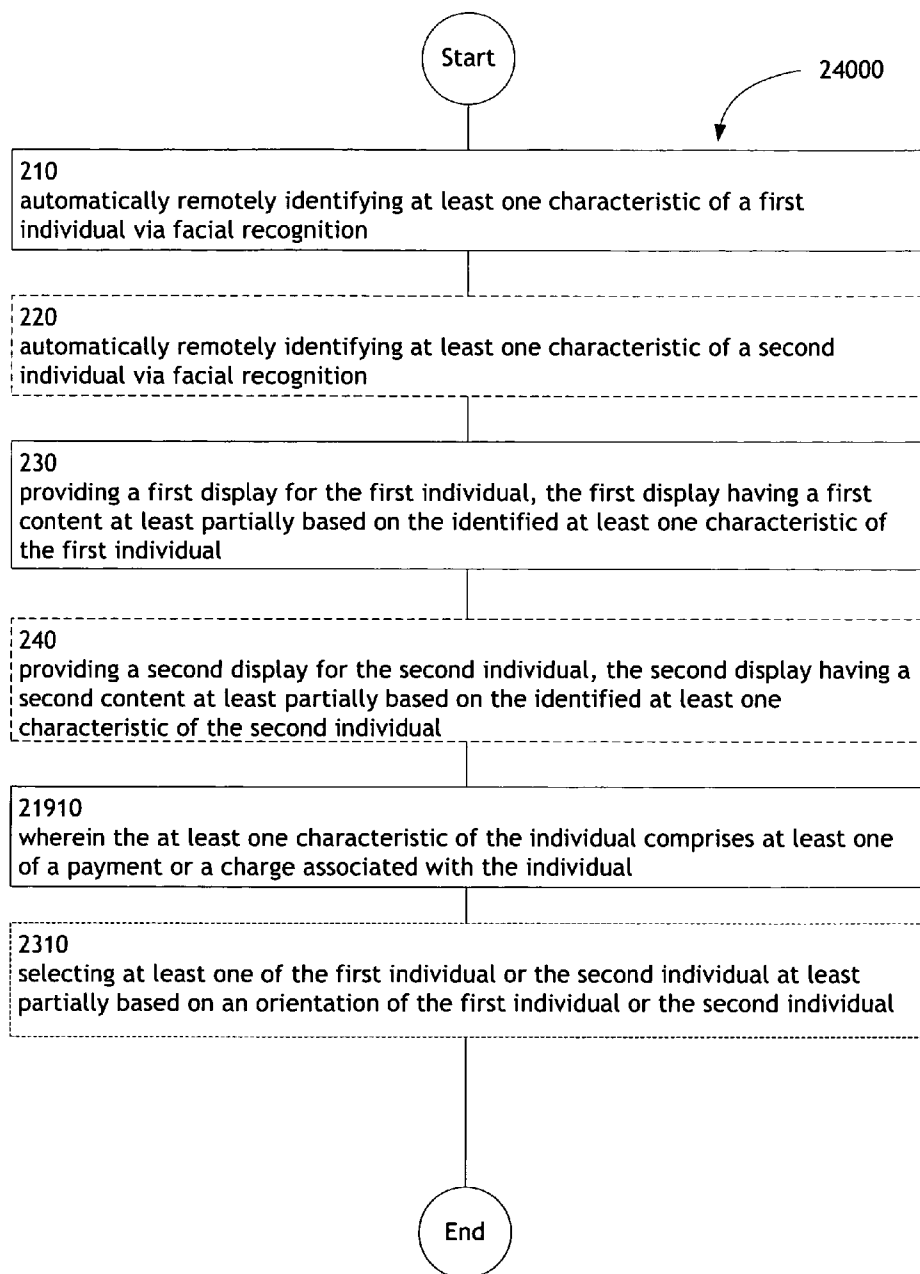 Start
24000
210
automatically remotely identifying at least one characteristic of a first
individual via facial recognition
220
automatically remotely identifying at least one characteristic of a second
individual via facial recognition
230
providing a first display for the first individual, the first display having a first
content at least partially based on the identified at least one characteristic of
the first individual
240
providing a second display for the second individual, the second display having a
second content at least partially based on the identified at least one
characteristic of the second individual
21910
wherein the at least one characteristic of the individual comprises at least one
of a payment or a charge associated with the individual
2310
selecting at least one of the first individual or the second individual at least
partially based on an orientation of the first individual or the second individual
End